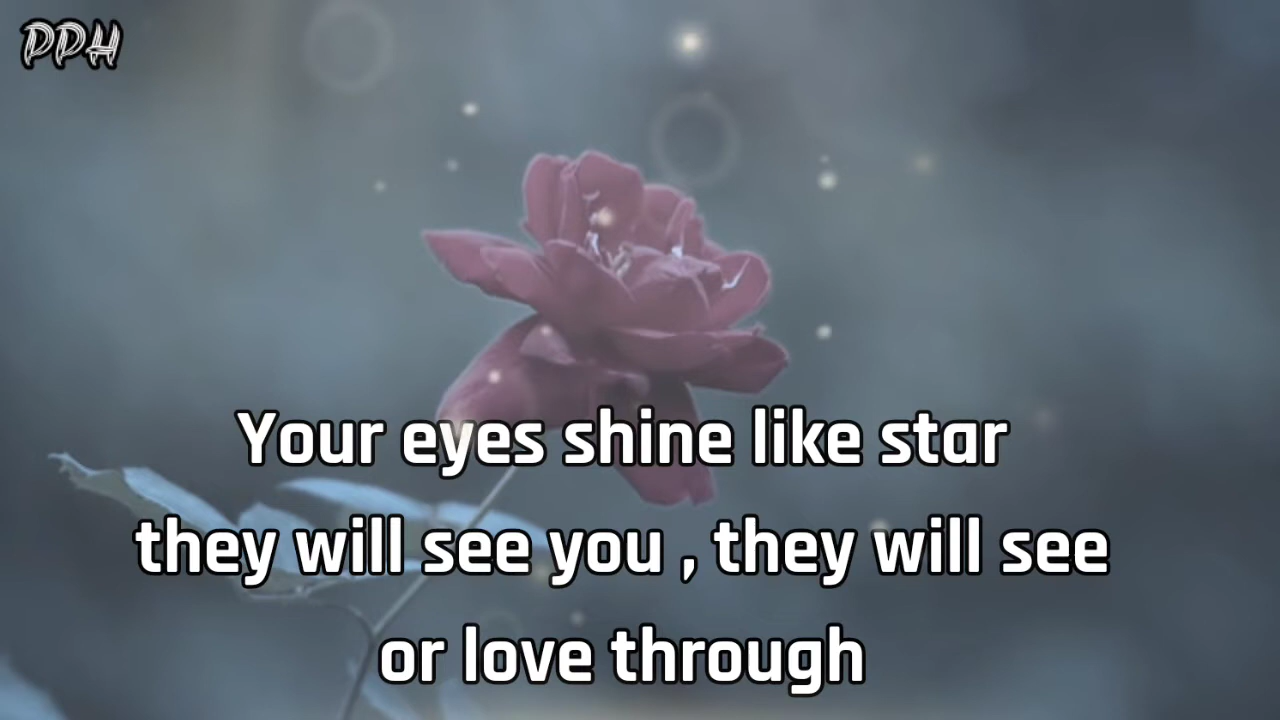 PPH
Your eyes shine like star
they will see you , they will see
or love through